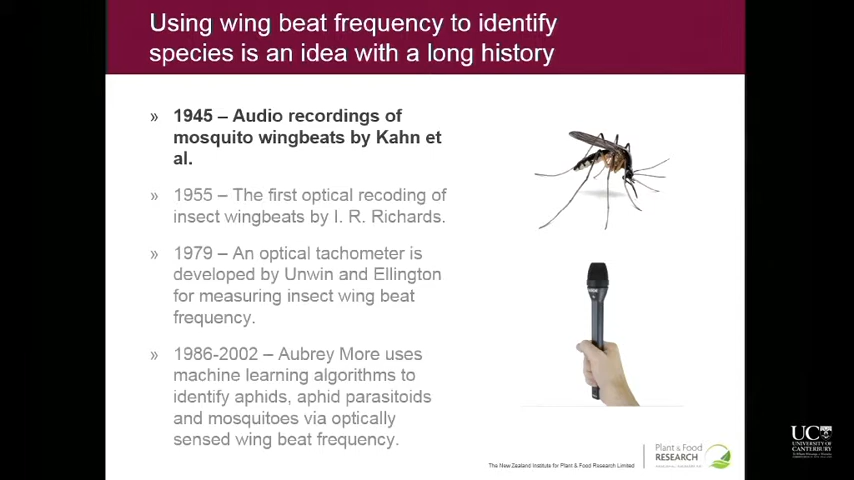 Using wing beat frequency to identify
species is an idea with a long history
» 1945 – Audio recordings of
mosquito wingbeats by Kahn et
al.
» 1955 – The first optical recoding of
insect wingbeats by I. R. Richards.
» 1979 – An optical tachometer is
developed by Unwin and Ellington
for measuring insect wing beat
frequency.
» 1986-2002 – Aubrey More uses
machine learning algorithms to
identify aphids, aphid parasitoids
and mosquitoes via optically
sensed wing beat frequency.
The New Zealand Institute for Plant & Food Research Limited
Plant & Food
RESEARCH
UC
UNIVERSITY OF
CANTERBURY